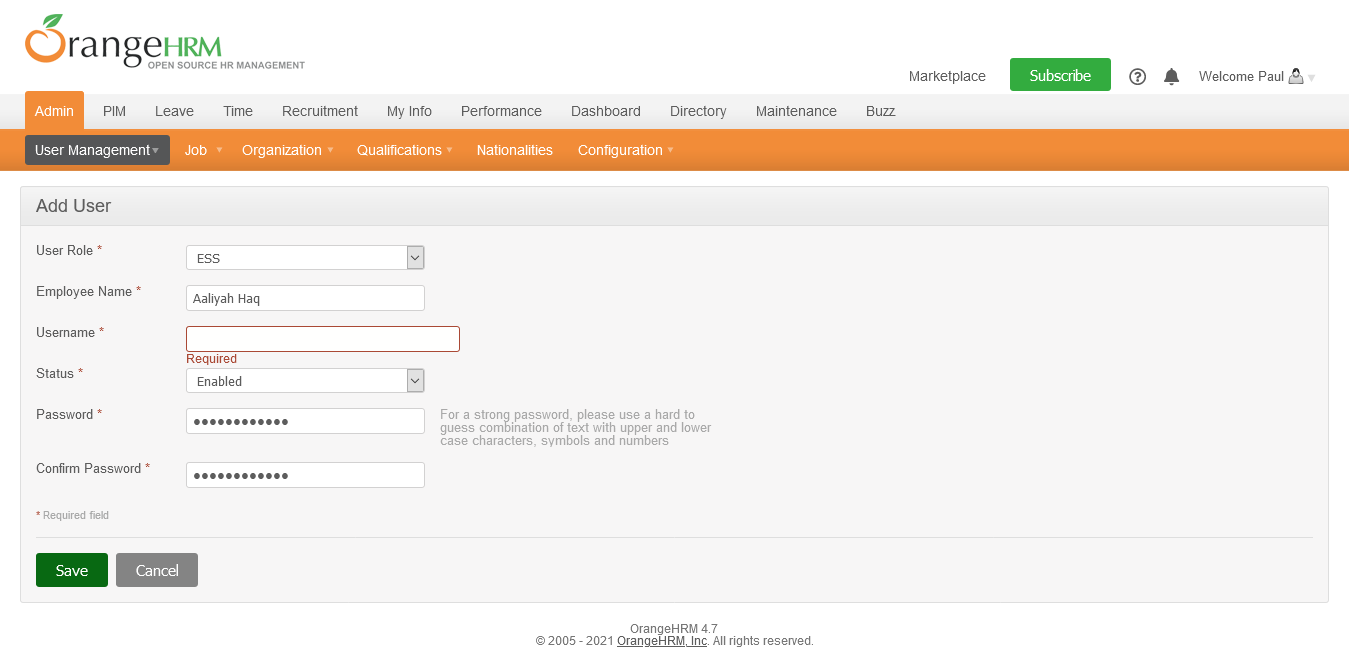 OrangeHRM
OPEN SOURCE HR MANAGEMENT
Marketplace Subscribe ? Welcome Paul
Admin PIM Leave Time Recruitment My Info Performance Dashboard Directory Maintenance Buzz
User Management Job Organization Qualifications Nationalities Configuration
Add User
User Role * ESS
Employee Name * Aaliyah Haq
Username *
Required
Status * Enabled
Password * ●●●●●●●●●●●● For a strong password, please use a hard to
guess combination of text with upper and lower
case characters, symbols and numbers
Confirm Password * ●●●●●●●●●●●●
* Required field
Save Cancel
OrangeHRM 4.7
© 2005 - 2021 OrangeHRM, Inc. All rights reserved.